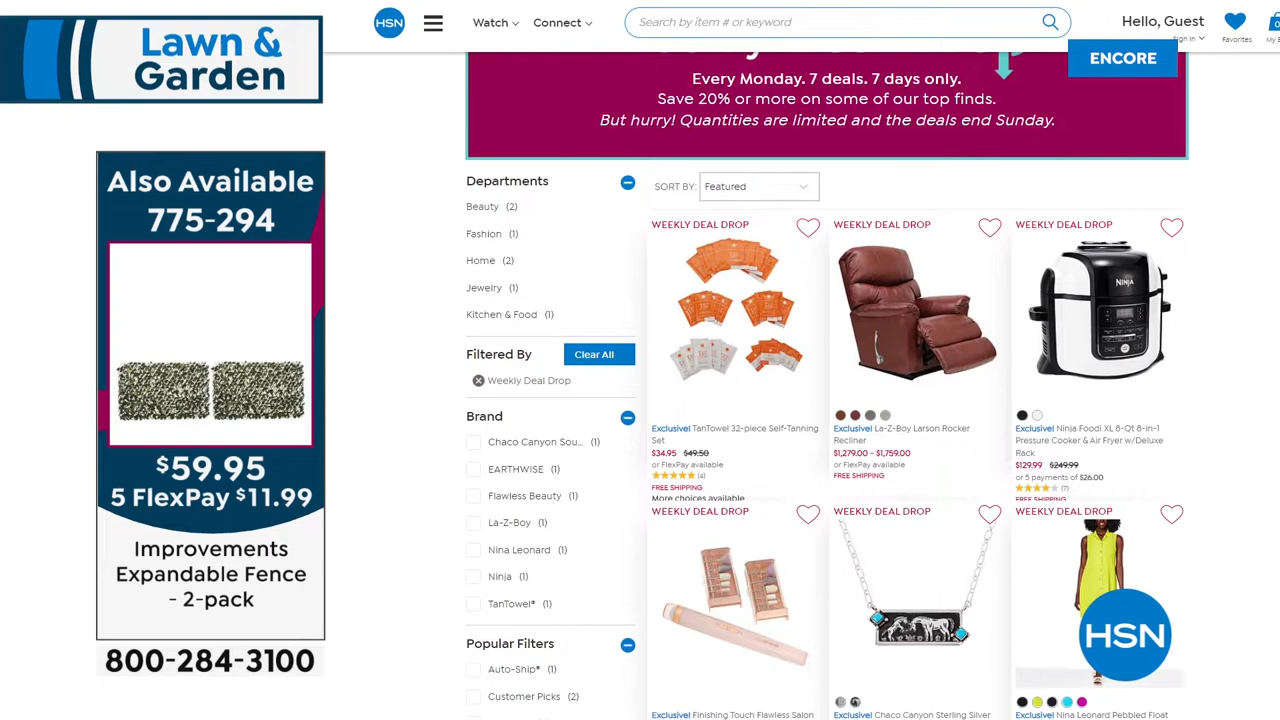 Lawn &
Garden
Also Available
775-294
$59.95
5 FlexPay $11.99
Improvements
Expandable Fence
- 2-pack
800-284-3100
HSN
Watch
Connect
Search by item # or keyword
Hello, Guest
Sign In
Favorites
0
ENCORE
Every Monday. 7 deals. 7 days only.
Save 20% or more on some of our top finds.
But hurry! Quantities are limited and the deals end Sunday.
Departments
Beauty (2)
Fashion (1)
Home (2)
Jewelry (1)
Kitchen & Food (1)
Filtered By
Clear All
Weekly Deal Drop
Brand
Chaco Canyon Sou... (1)
EARTHWISE (1)
Flawless Beauty (1)
La-Z-Boy (1)
Nina Leonard (1)
Ninja (1)
TanTowel® (1)
Popular Filters
Auto-Ship® (1)
Customer Picks (2)
SORT BY: Featured
WEEKLY DEAL DROP
Exclusive! TanTowel 32-piece Self-Tanning
Set
$34.95 $49.50
or FlexPay available
(4)
FREE SHIPPING
More choices available
WEEKLY DEAL DROP
Exclusive! La-Z-Boy Larson Rocker
Recliner
$1,279.00 - $1,759.00
or FlexPay available
FREE SHIPPING
WEEKLY DEAL DROP
NINJA
Exclusive! Ninja Foodi XL 8-Qt 8-in-1
Pressure Cooker & Air Fryer w/Deluxe
Rack
$129.99 $249.99
or 5 payments of $26.00
(7)
FREE SHIPPING
WEEKLY DEAL DROP
Exclusive! Finishing Touch Flawless Salon
WEEKLY DEAL DROP
Exclusive! Chaco Canyon Sterling Silver
WEEKLY DEAL DROP
HSN
Exclusive! Nina Leonard Pebbled Float